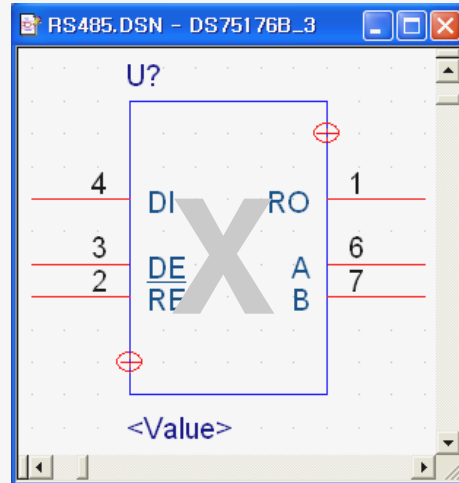 RS485.DSN - DS75176B_3
U?
4 DI RO 1
3 DE A 6
2 RE B 7
X
<Value>